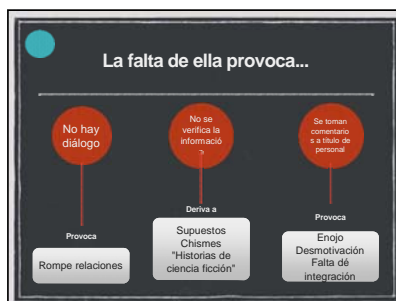 La falta de ella provoca...
No hay
diálogo
Provoca
Rompe relaciones
No se
verifica la
informació
n
Deriva a
Supuestos
Chismes
"Historias de
ciencia ficción"
Se toman
comentario
s a título de
personal
Provoca
Enojo
Desmotivación
Falta dé
integración